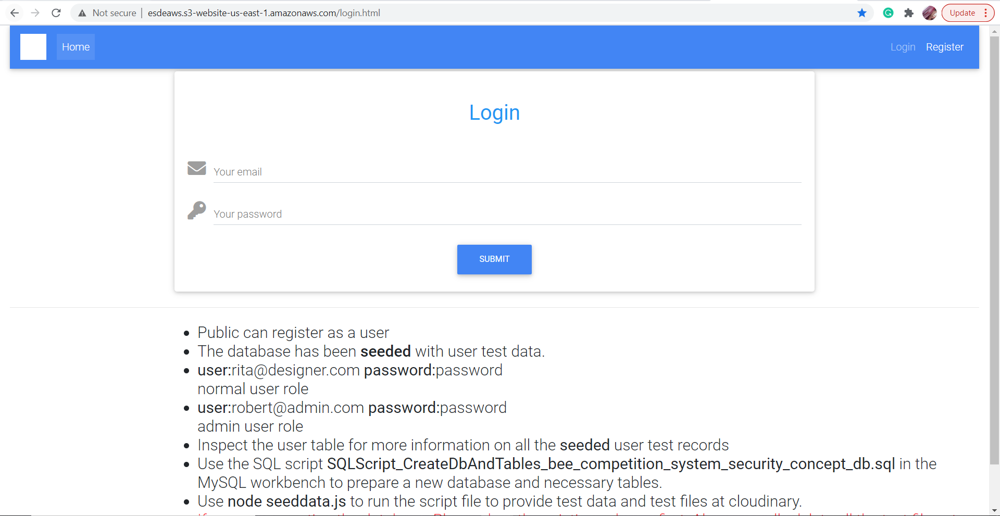 Not secure | esdeaws.s3-website-us-east-1.amazonaws.com/login.html
Update
Home
Login
Register
Login
Your email
Your password
SUBMIT
Public can register as a user
The database has been seeded with user test data.
user:rita@designer.com password:password
normal user role
user:robert@admin.com password:password
admin user role
Inspect the user table for more information on all the seeded user test records
Use the SQL script SQLScript_CreateDbAndTables_bee_competition_system_security_concept_db.sql in the
MySQL workbench to prepare a new database and necessary tables.
Use node seeddata.js to run the script file to provide test data and test files at cloudinary.